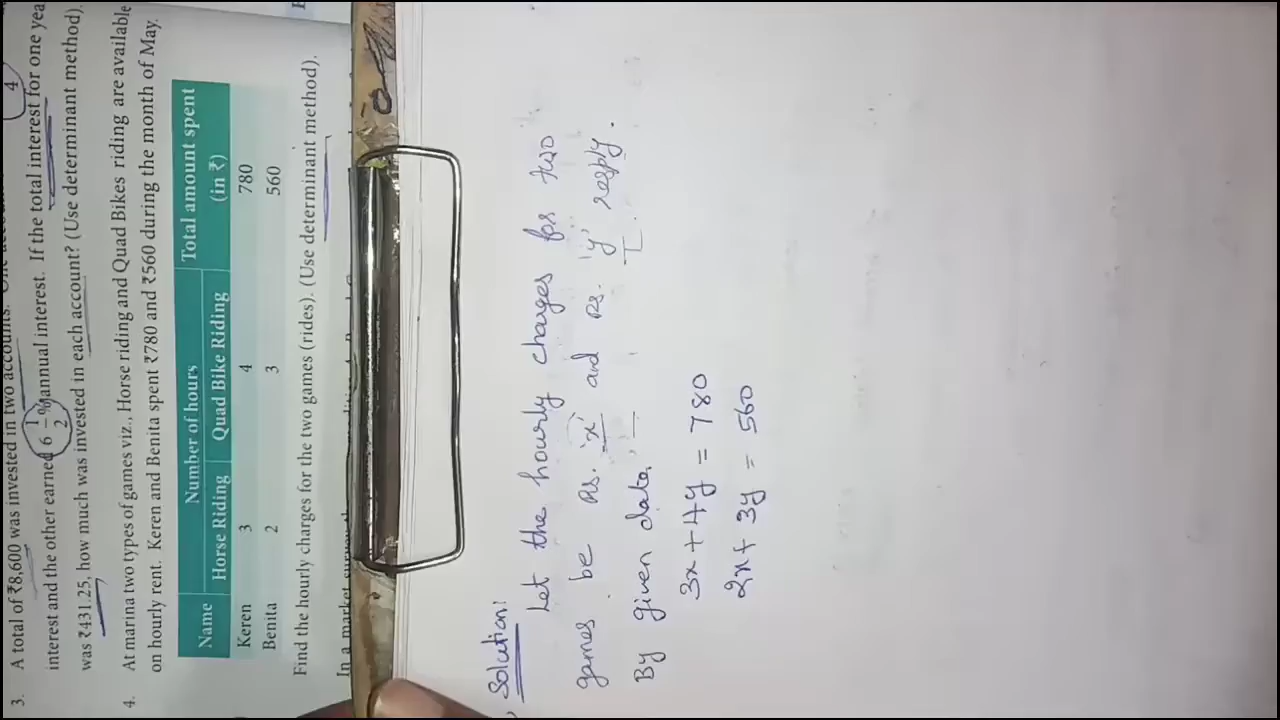 4
3. A total of ₹8,600 was invested in two accounts.
interest and the other earned 6 1/2 % annual interest. If the total interest for one yea
was ₹431.25, how much was invested in each account? (Use determinant method).
4. At marina two types of games viz., Horse riding and Quad Bikes riding are available
on hourly rent. Keren and Benita spent ₹780 and ₹560 during the month of May.
Name Number of hours Total amount spent
Horse Riding Quad Bike Riding (in ₹)
Keren 3 4 780
Benita 2 3 560
Find the hourly charges for the two games (rides). (Use determinant method).
In a market
Solution:
Let the hourly charges for two
games be Rs. 'x' and Rs. 'y' resply.
By given data,
3x + 4y = 780
2x + 3y = 560